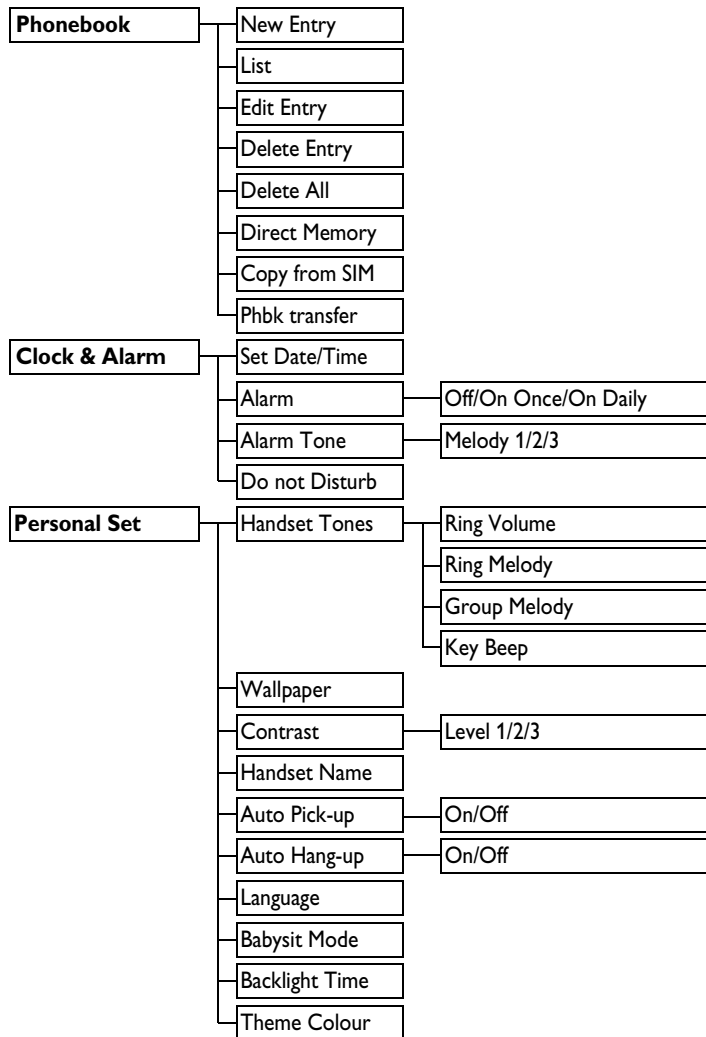 Phonebook New Entry
List
Edit Entry
Delete Entry
Delete All
Direct Memory
Copy from SIM
Phbk transfer
Clock & Alarm Set Date/Time
Alarm Off/On Once/On Daily
Alarm Tone Melody 1/2/3
Do not Disturb
Personal Set Handset Tones Ring Volume
Ring Melody
Group Melody
Key Beep
Wallpaper
Contrast Level 1/2/3
Handset Name
Auto Pick-up On/Off
Auto Hang-up On/Off
Language
Babysit Mode
Backlight Time
Theme Colour